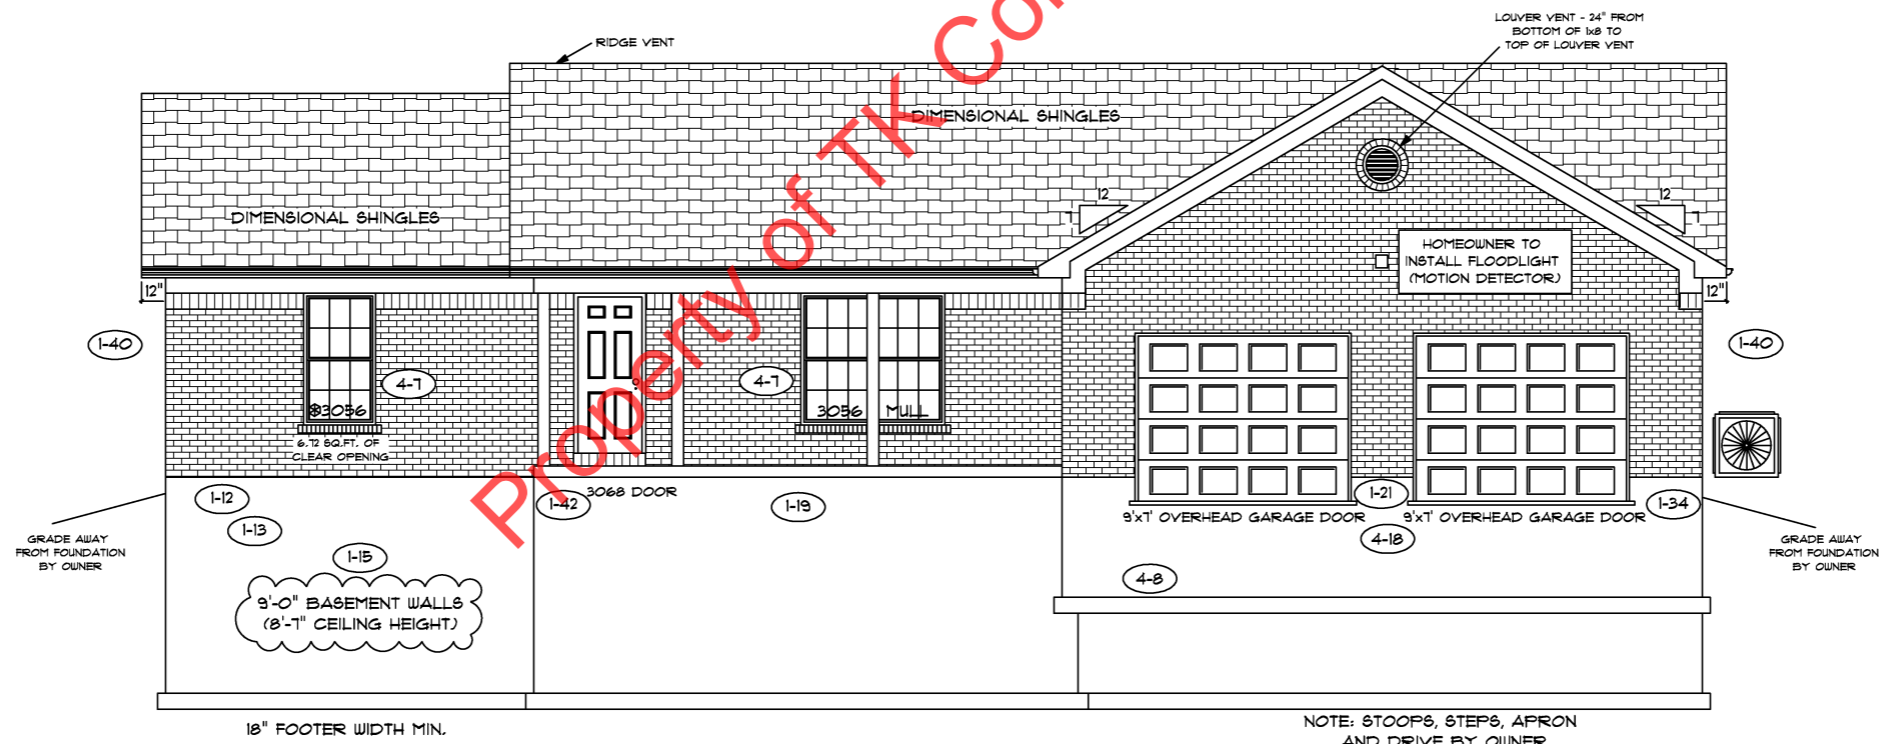 LOUVER VENT - 24" FROM
BOTTOM OF 1x8 TO
TOP OF LOUVER VENT
RIDGE VENT
DIMENSIONAL SHINGLES
DIMENSIONAL SHINGLES
12
7
12
7
HOMEOWNER TO
INSTALL FLOODLIGHT
(MOTION DETECTOR)
12"
12"
1-40
4-7
4-7
1-40
3056
3056 MULL
6.72 SQ.FT. OF
CLEAR OPENING
1-12
1-42
3068 DOOR
1-19
1-21
1-34
9'x7' OVERHEAD GARAGE DOOR
9'x7' OVERHEAD GARAGE DOOR
1-13
4-18
GRADE AWAY
FROM FOUNDATION
BY OWNER
GRADE AWAY
FROM FOUNDATION
BY OWNER
1-15
4-8
9'-0" BASEMENT WALLS
(8'-7" CEILING HEIGHT)
18" FOOTER WIDTH MIN.
NOTE: STOOPS, STEPS, APRON
AND DRIVE BY OWNER
Property of TK